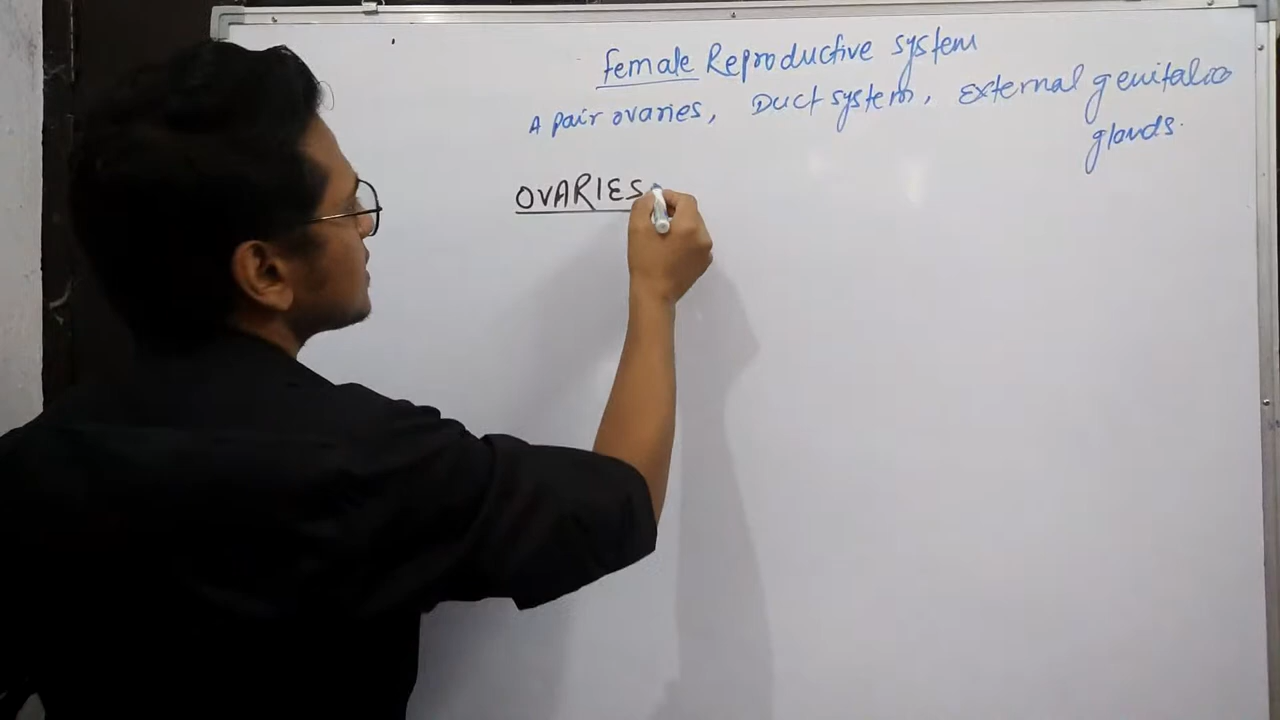 female Reproductive system
A pair ovaries, Duct system, External genitalia
glands.
OVARIES